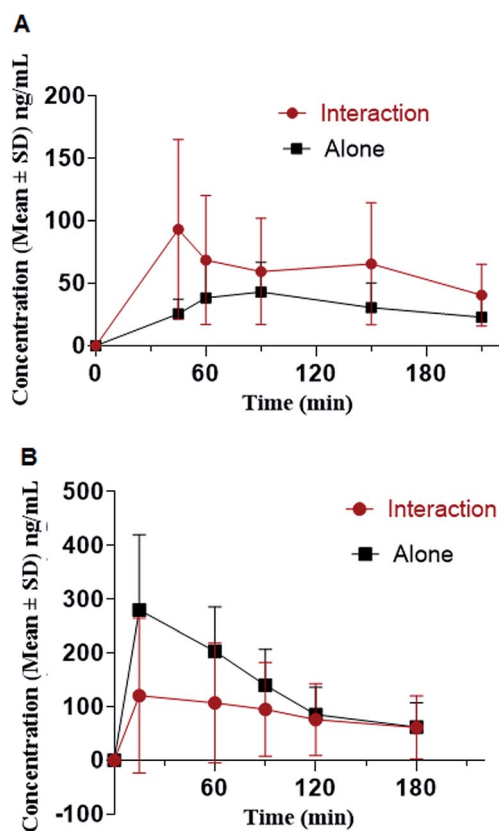 A
Concentration (Mean ± SD) ng/mL
200
150
100
50
0
Interaction
Alone
0
60
120
180
Time (min)
B
Concentration (Mean ± SD) ng/mL
500
400
300
200
100
0
-100
Interaction
Alone
60
120
180
Time (min)